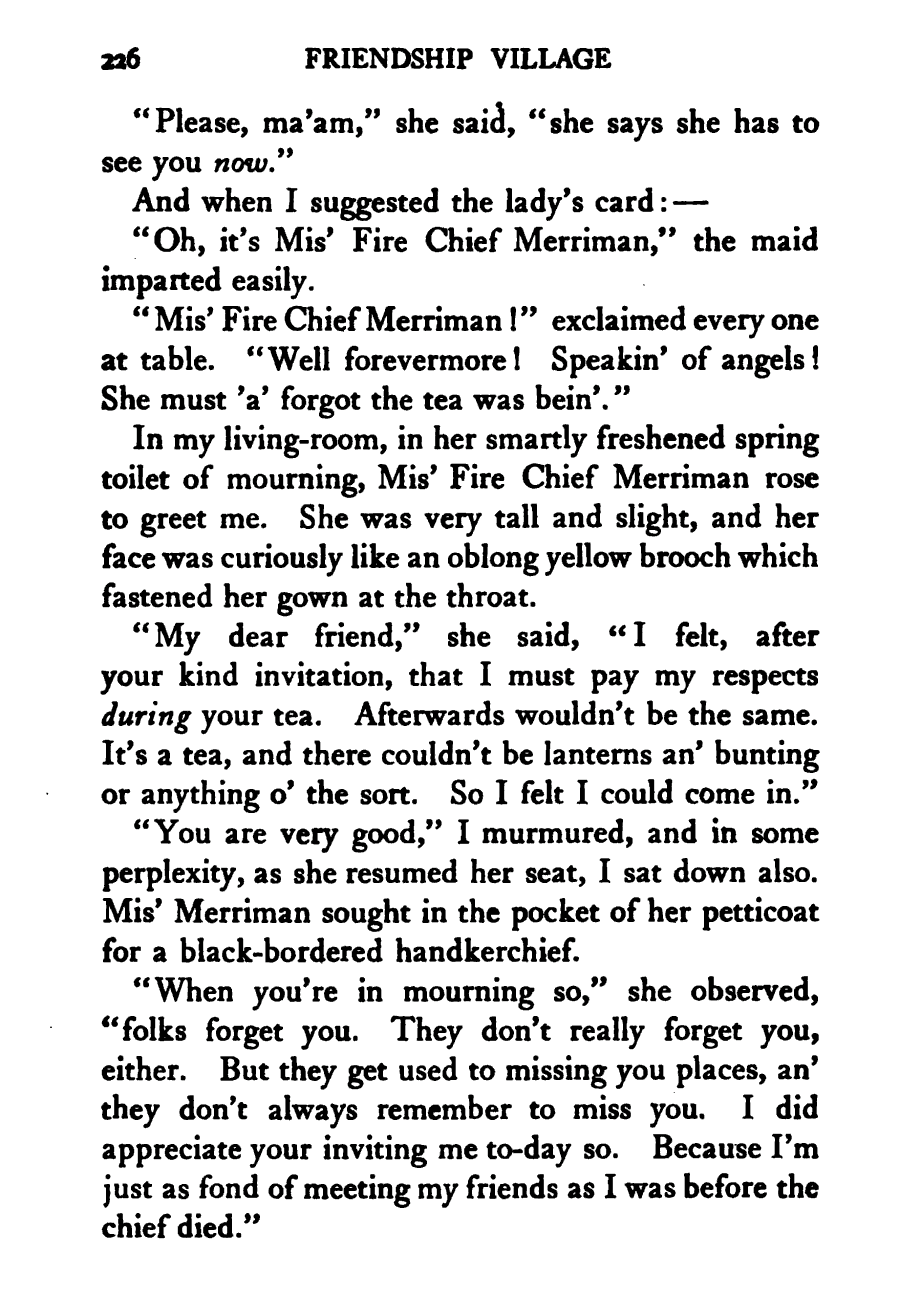 226 FRIENDSHIP VILLAGE
"Please, ma'am," she said, "she says she has to
see you now."
And when I suggested the lady's card:—
"Oh, it's Mis' Fire Chief Merriman," the maid
imparted easily.
"Mis' Fire Chief Merriman!" exclaimed every one
at table. "Well forevermore! Speakin' of angels!
She must 'a' forgot the tea was bein'."
In my living-room, in her smartly freshened spring
toilet of mourning, Mis' Fire Chief Merriman rose
to greet me. She was very tall and slight, and her
face was curiously like an oblong yellow brooch which
fastened her gown at the throat.
"My dear friend," she said, "I felt, after
your kind invitation, that I must pay my respects
during your tea. Afterwards wouldn't be the same.
It's a tea, and there couldn't be lanterns an' bunting
or anything o' the sort. So I felt I could come in."
"You are very good," I murmured, and in some
perplexity, as she resumed her seat, I sat down also.
Mis' Merriman sought in the pocket of her petticoat
for a black-bordered handkerchief.
"When you're in mourning so," she observed,
"folks forget you. They don't really forget you,
either. But they get used to missing you places, an'
they don't always remember to miss you. I did
appreciate your inviting me to-day so. Because I'm
just as fond of meeting my friends as I was before the
chief died."